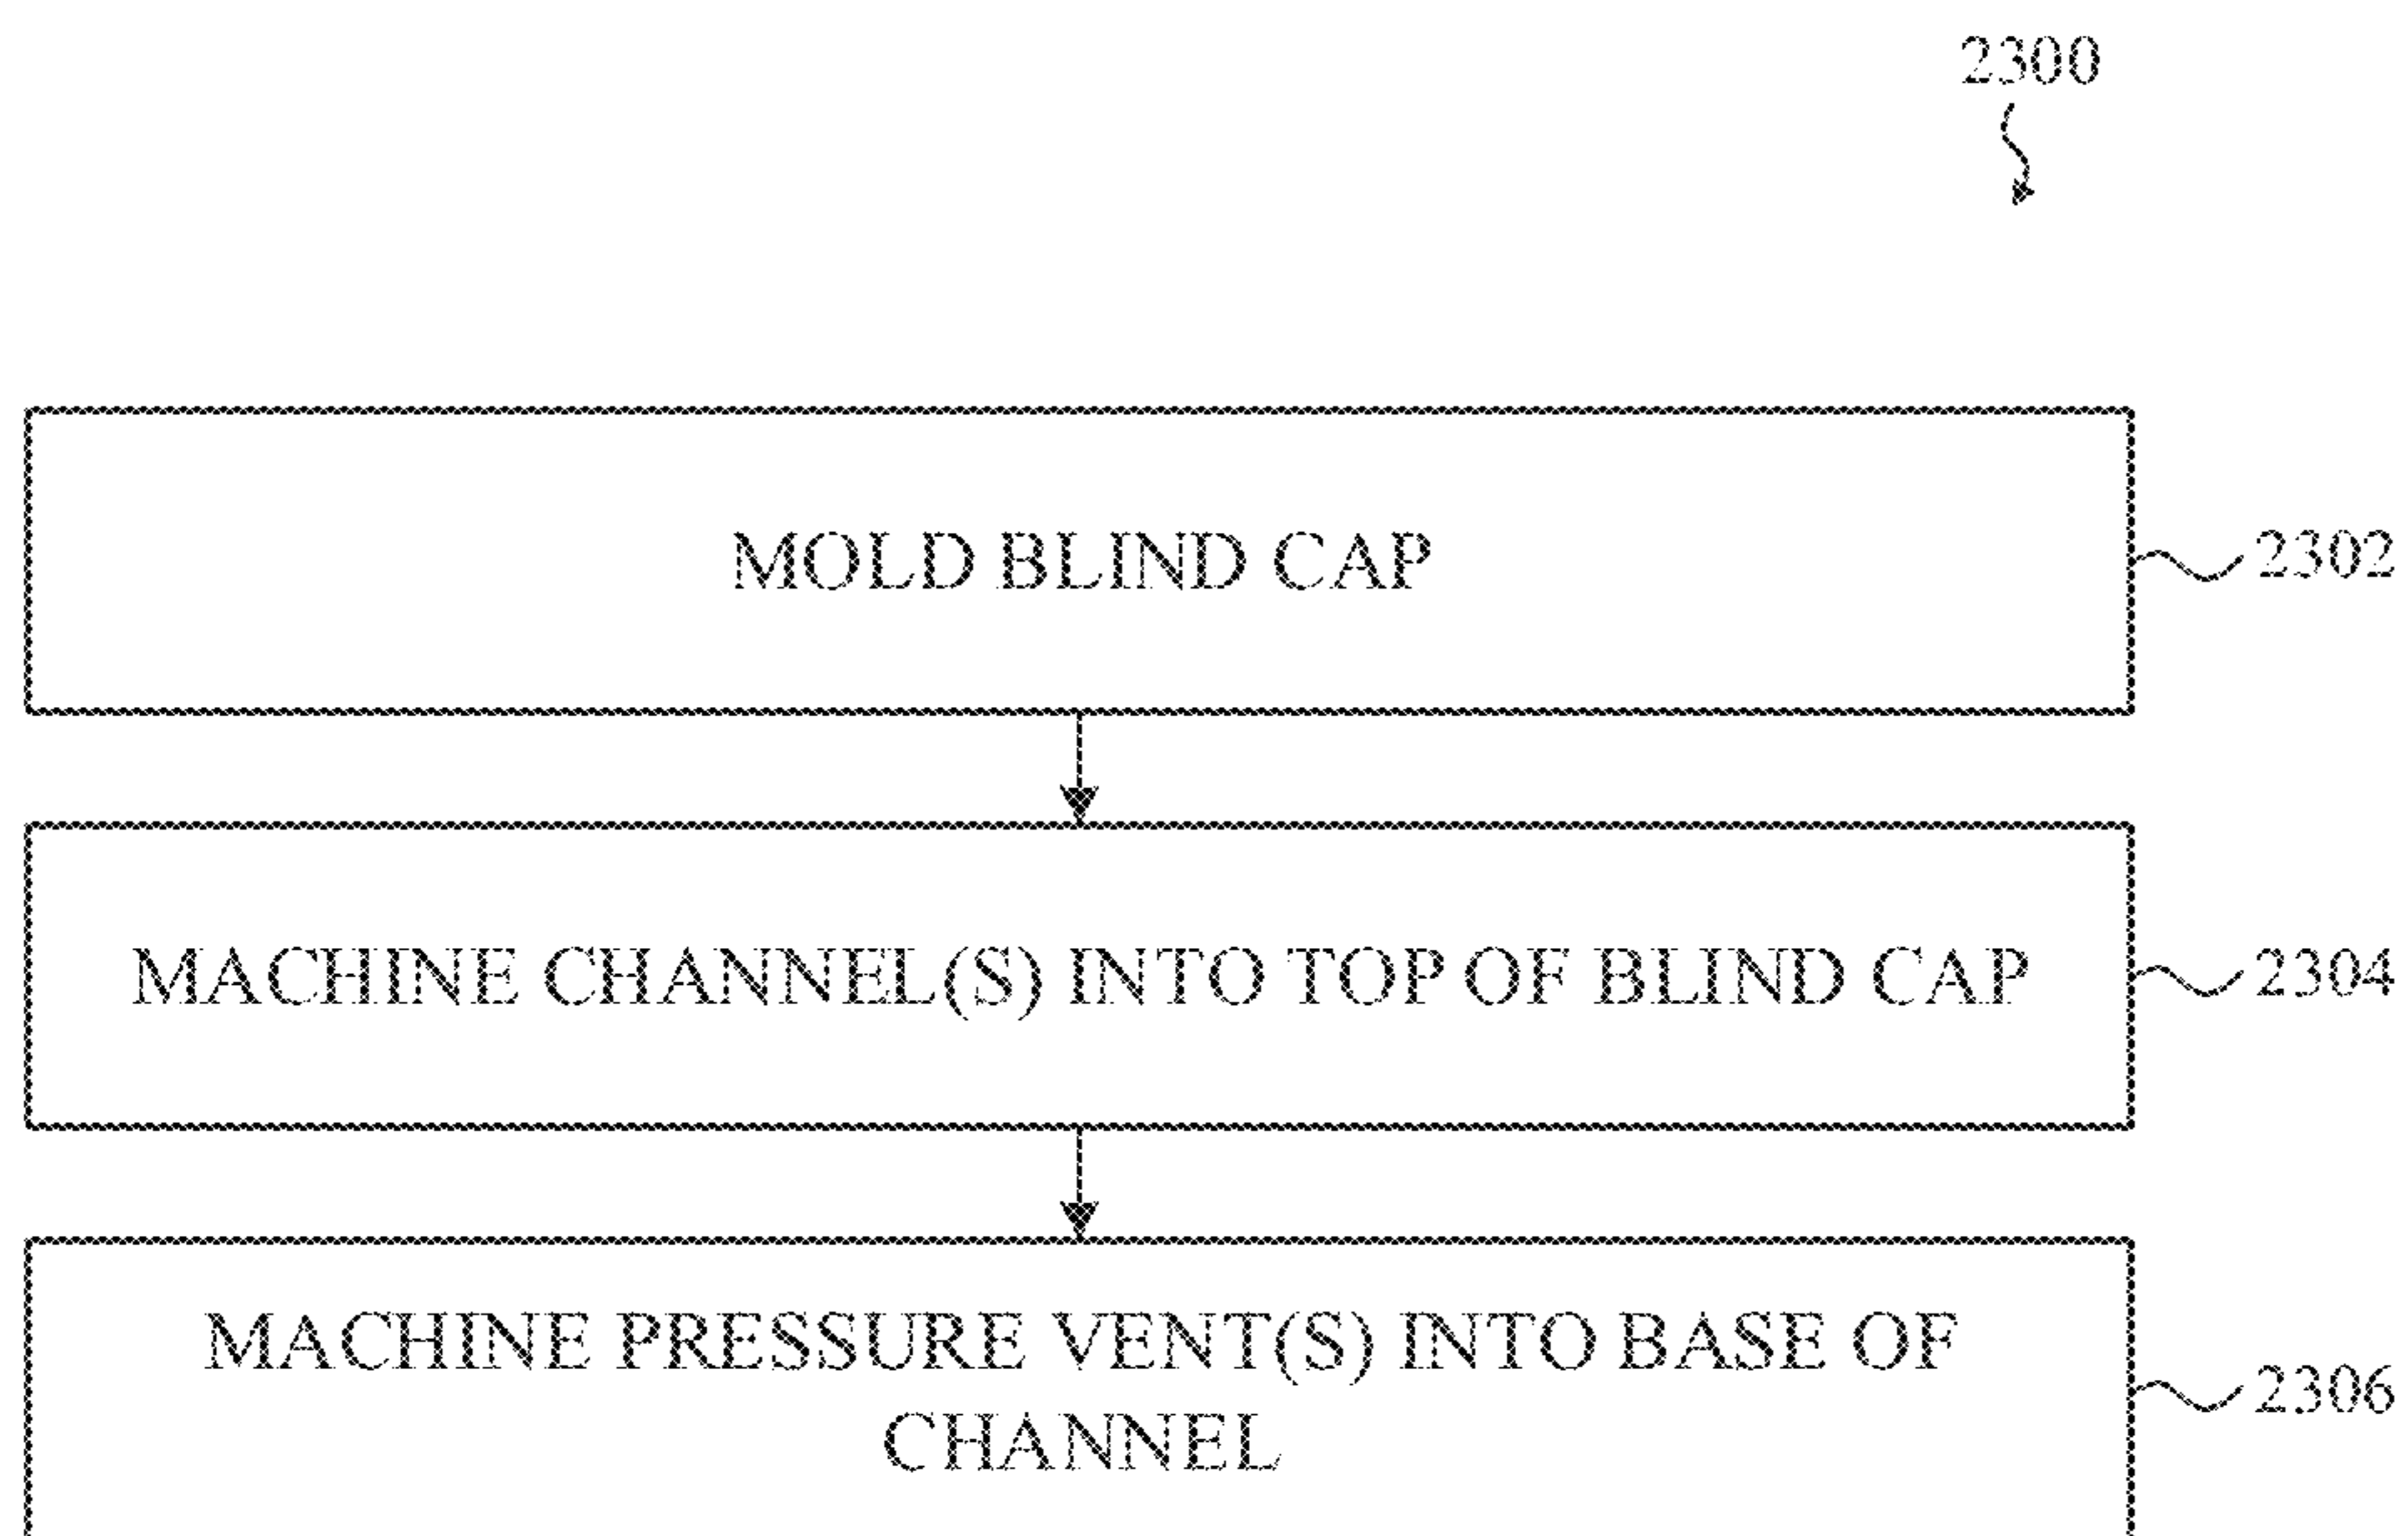 2300
MOLD BLIND CAP
2302
MACHINE CHANNEL(S) INTO TOP OF BLIND CAP
2304
MACHINE PRESSURE VENT(S) INTO BASE OF
CHANNEL
2306